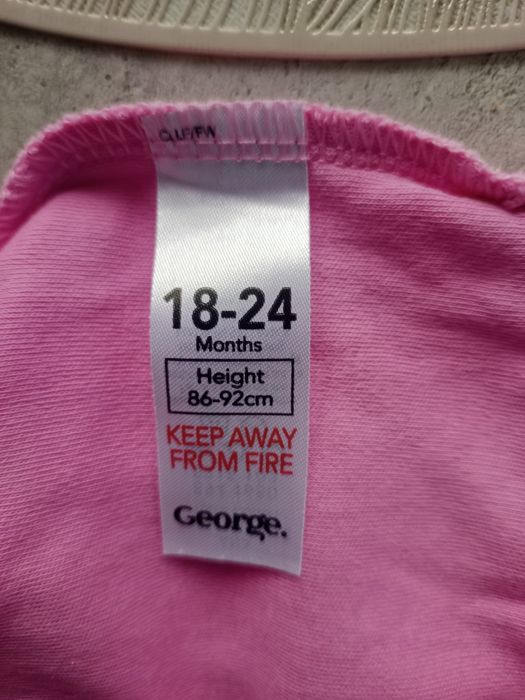 18-24
Months
Height
86-92cm
KEEP AWAY
FROM FIRE
George.